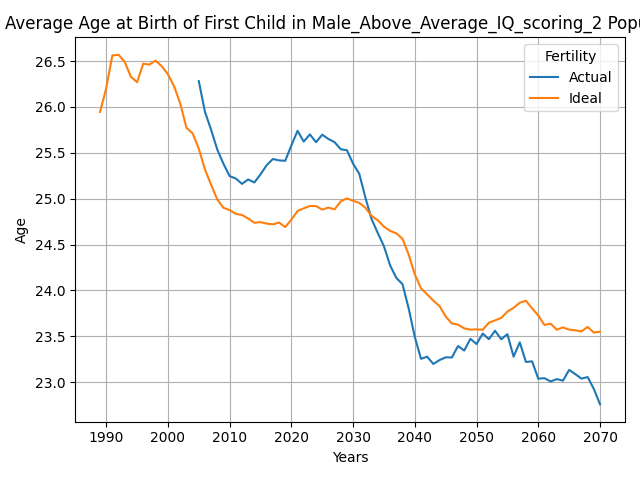 Average Age at Birth of First Child in Male_Above_Average_IQ_scoring_2
Fertility
Actual
Ideal
Age
26.5
26.0
25.5
25.0
24.5
24.0
23.5
23.0
1990 2000 2010 2020 2030 2040 2050 2060 2070
Years